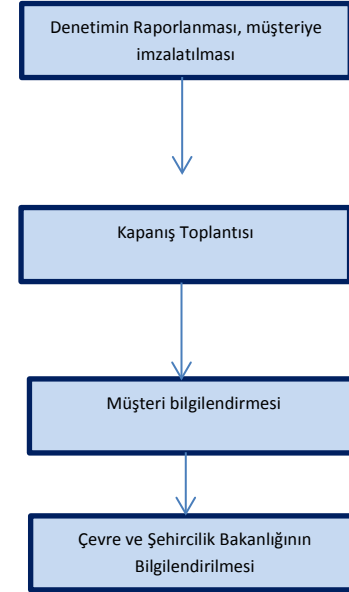 Denetimin Raporlanması, müşteriye
imzalatılması
Kapanış Toplantısı
Müşteri bilgilendirmesi
Çevre ve Şehircilik Bakanlığının
Bilgilendirilmesi